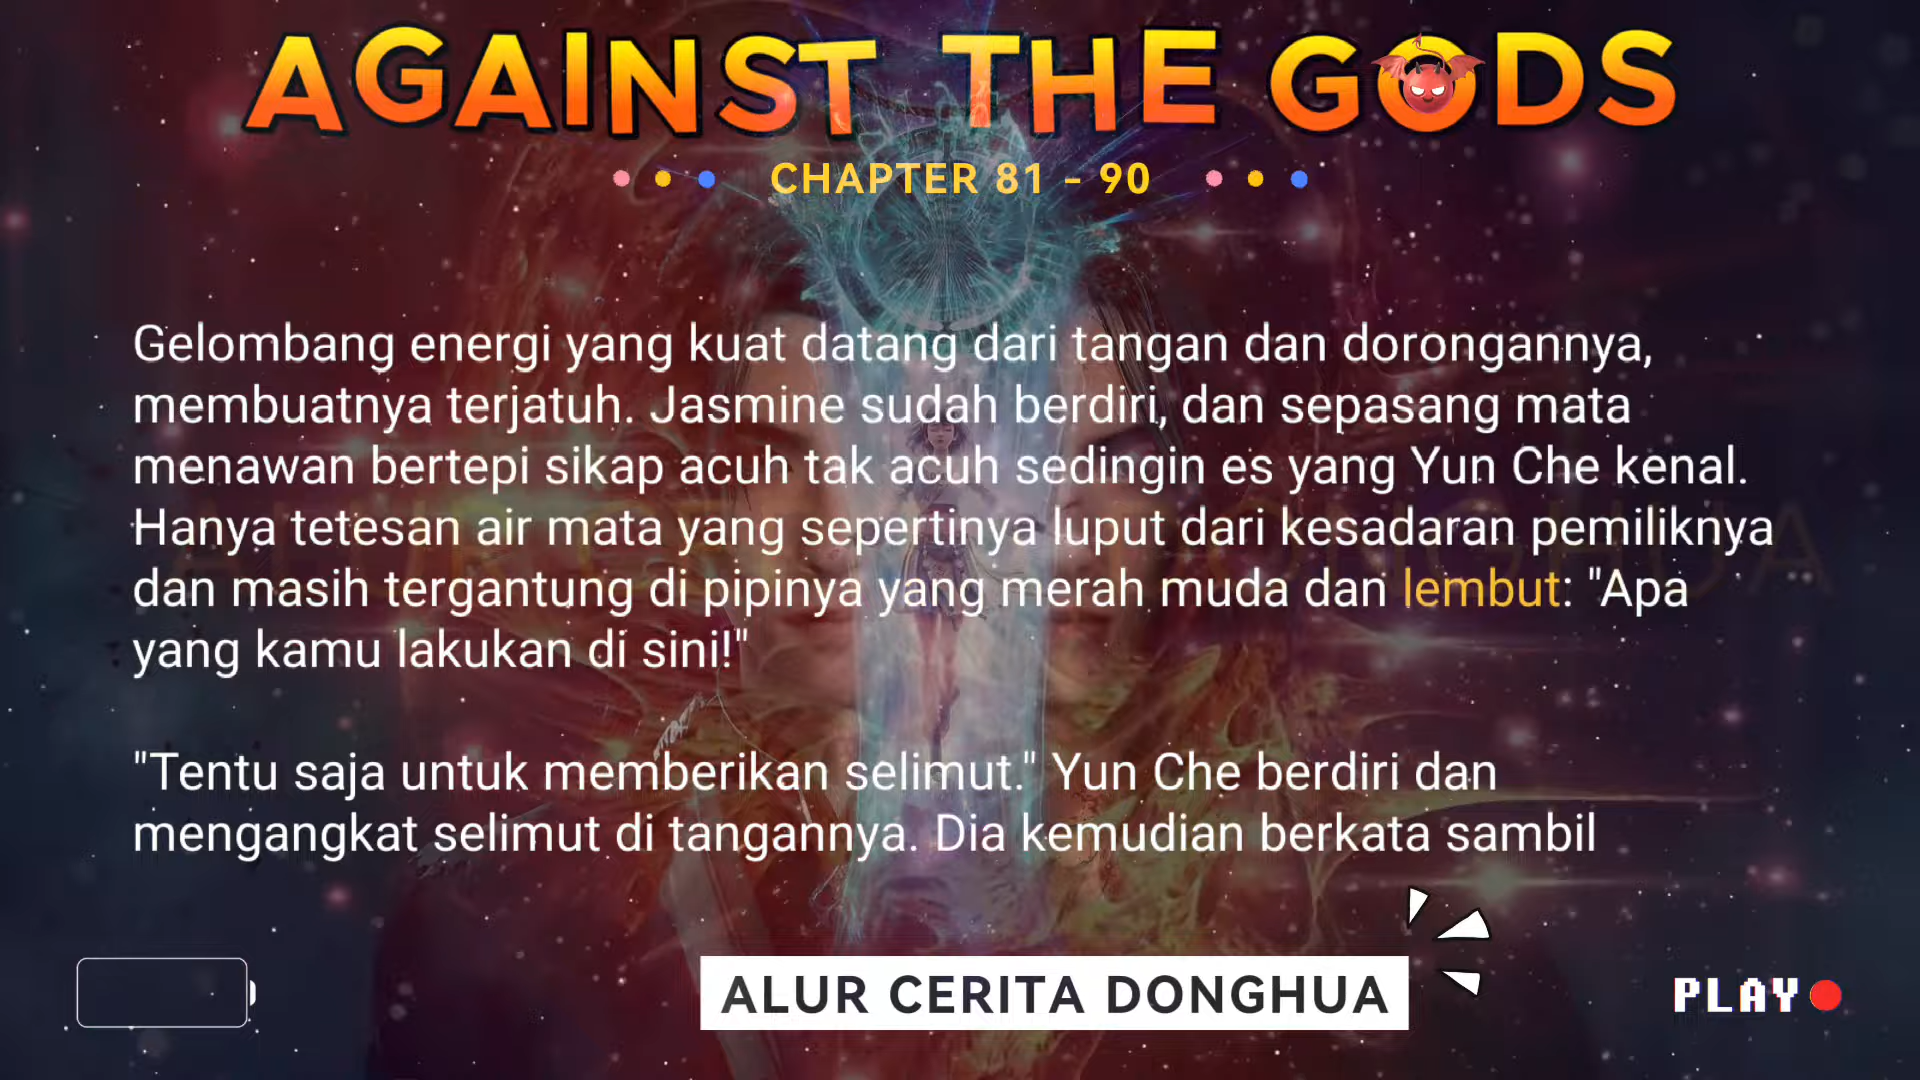 AGAINST THE GODS
CHAPTER 81 - 90
Gelombang energi yang kuat datang dari tangan dan dorongannya,
membuatnya terjatuh. Jasmine sudah berdiri, dan sepasang mata
menawan bertepi sikap acuh tak acuh sedingin es yang Yun Che kenal.
Hanya tetesan air mata yang sepertinya luput dari kesadaran pemiliknya
dan masih tergantung di pipinya yang merah muda dan lembut: "Apa
yang kamu lakukan di sini!"
"Tentu saja untuk memberikan selimut." Yun Che berdiri dan
mengangkat selimut di tangannya. Dia kemudian berkata sambil
ALUR CERITA DONGHUA
PLAY